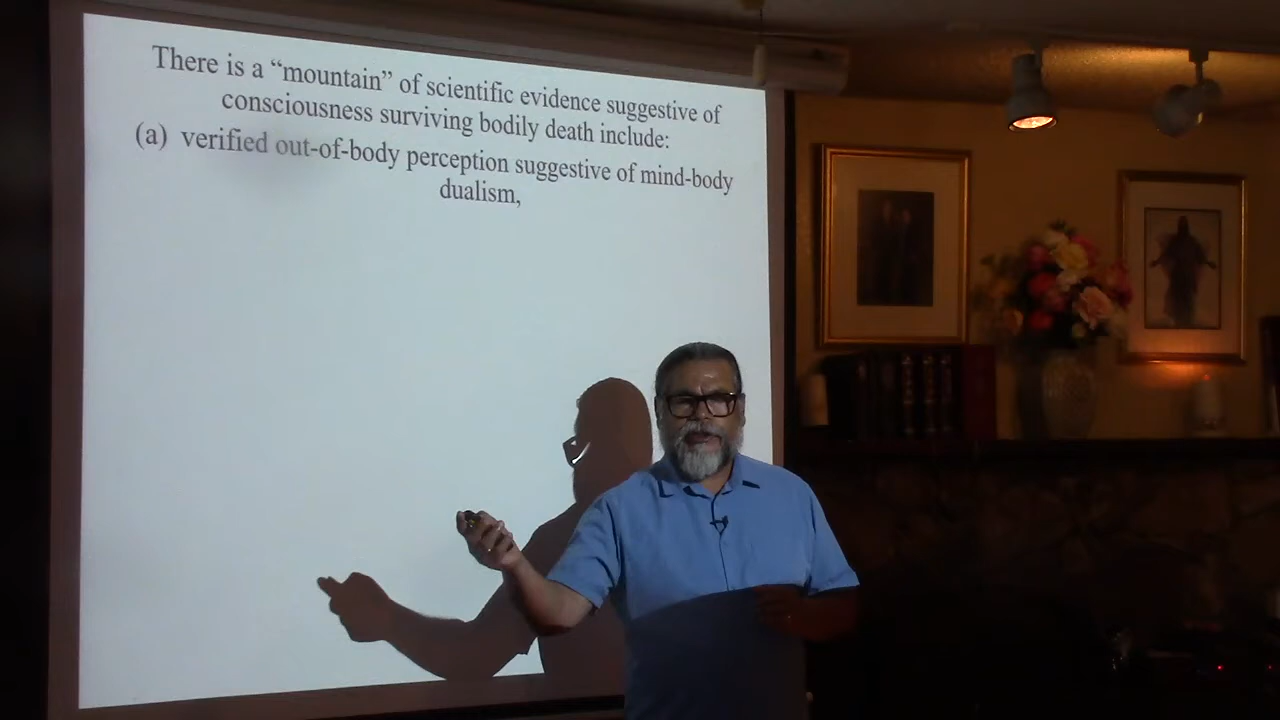 There is a “mountain” of scientific evidence suggestive of
consciousness surviving bodily death include:
(a) verified out-of-body perception suggestive of mind-body
dualism,